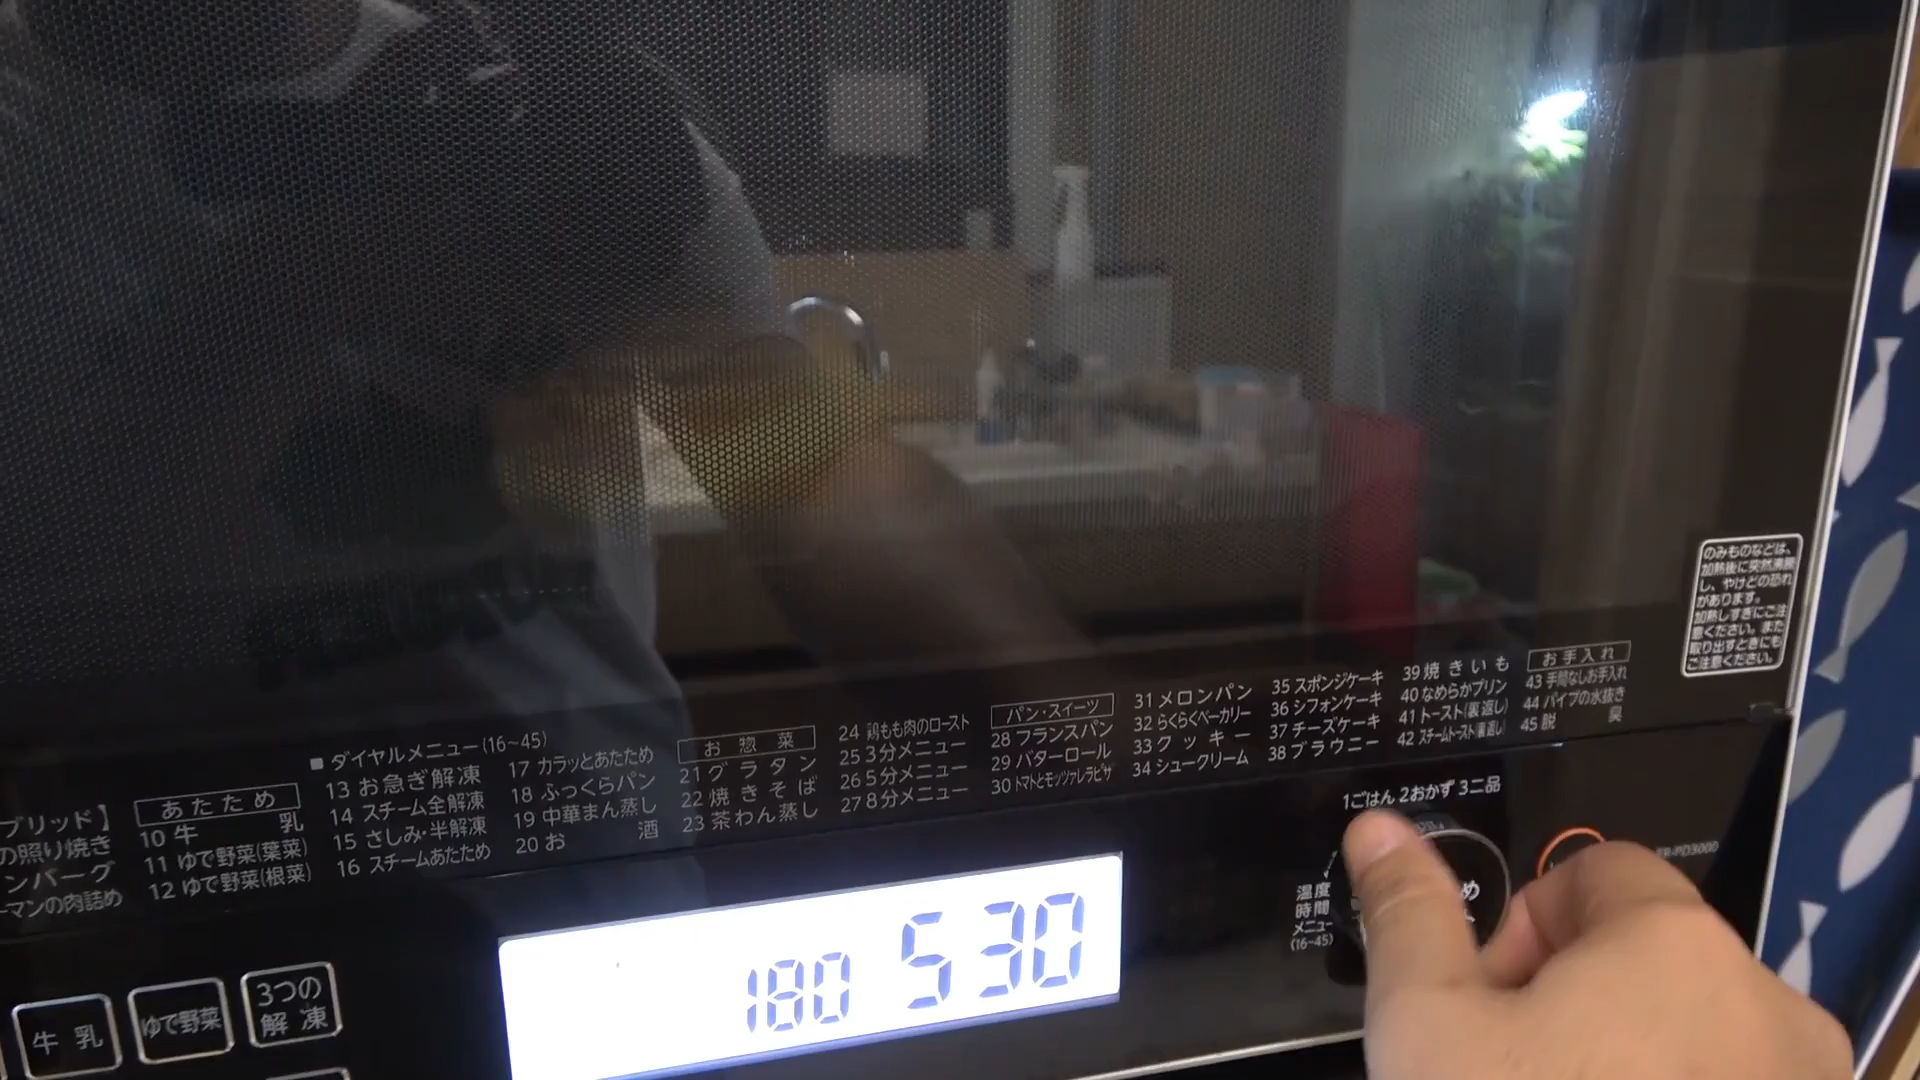 のみものなどは、
加熱後に突然沸騰
し、やけどの恐れ
があります。
加熱しすぎにご注
意ください。また
取り出すときにも
ご注意ください。
ブリッド】
の照り焼き
ンバーグ
ーマンの肉詰め
あたため
10 牛乳
11 ゆで野菜(葉菜)
12 ゆで野菜(根菜)
■ ダイヤルメニュー(16~45)
13 お急ぎ解凍
14 スチーム全解凍
15 さしみ・半解凍
16 スチームあたため
17 カラッとあたため
18 ふっくらパン
19 中華まん蒸し
20 お酒
お惣菜
21 グラタン
22 焼きそば
23 茶わん蒸し
24 鶏もも肉のロースト
25 3分メニュー
26 5分メニュー
27 8分メニュー
パン・スイーツ
28 フランスパン
29 バターロール
30 トマトとモッツァレラピザ
31 メロンパン
32 らくらくベーカリー
33 クッキー
34 シュークリーム
35 スポンジケーキ
36 シフォンケーキ
37 チーズケーキ
38 ブラウニー
39 焼きいも
40 なめらかプリン
41 トースト(裏返し)
42 スチームトースト(裏返し)
お手入れ
43 手間なしお手入れ
44 パイプの水抜き
45 脱臭
1ごはん 2おかず 3二品
温度
時間
メニュー
(16-45)
め
ER-PD3000
180 530
牛乳
ゆで野菜
3つの
解凍